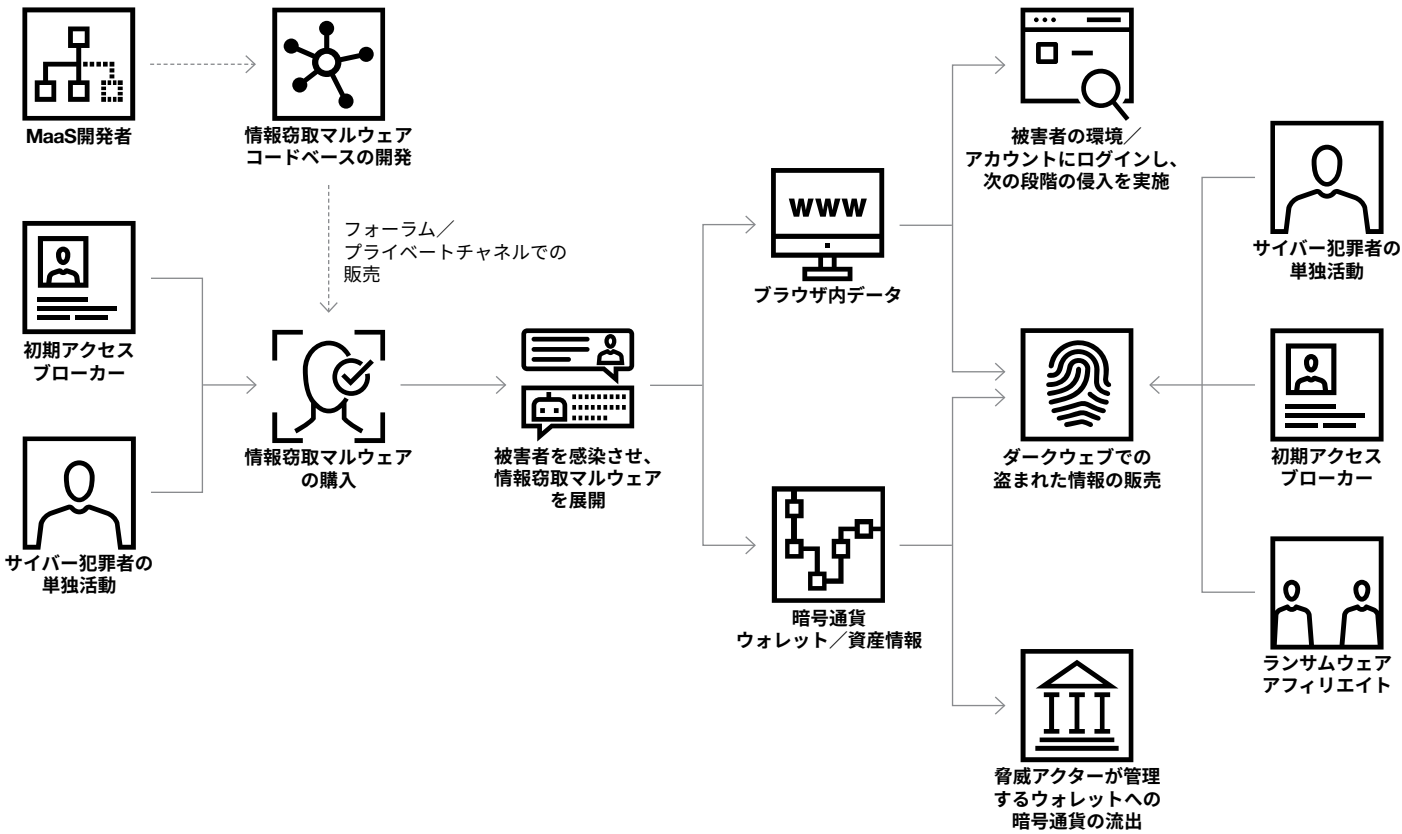 MaaS開発者
情報窃取マルウェア
コードベースの開発
フォーラム／
プライベートチャネルでの
販売
初期アクセス
ブローカー
サイバー犯罪者の
単独活動
情報窃取マルウェア
の購入
被害者を感染させ、
情報窃取マルウェア
を展開
www
ブラウザ内データ
暗号通貨
ウォレット／資産情報
被害者の環境／
アカウントにログインし、
次の段階の侵入を実施
ダークウェブでの
盗まれた情報の販売
脅威アクターが管理
するウォレットへの
暗号通貨の流出
サイバー犯罪者の
単独活動
初期アクセス
ブローカー
ランサムウェア
アフィリエイト